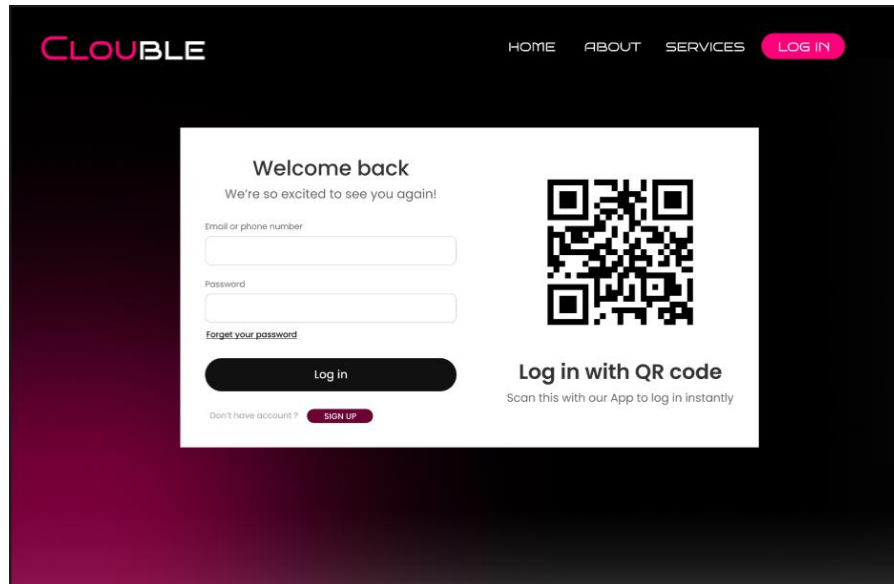 CLOUBLE
HOME ABOUT SERVICES LOG IN
Welcome back
We're so excited to see you again!
Email or phone number
Password
Forget your password
Log in
Don't have account ? SIGN UP
Log in with QR code
Scan this with our App to log in instantly